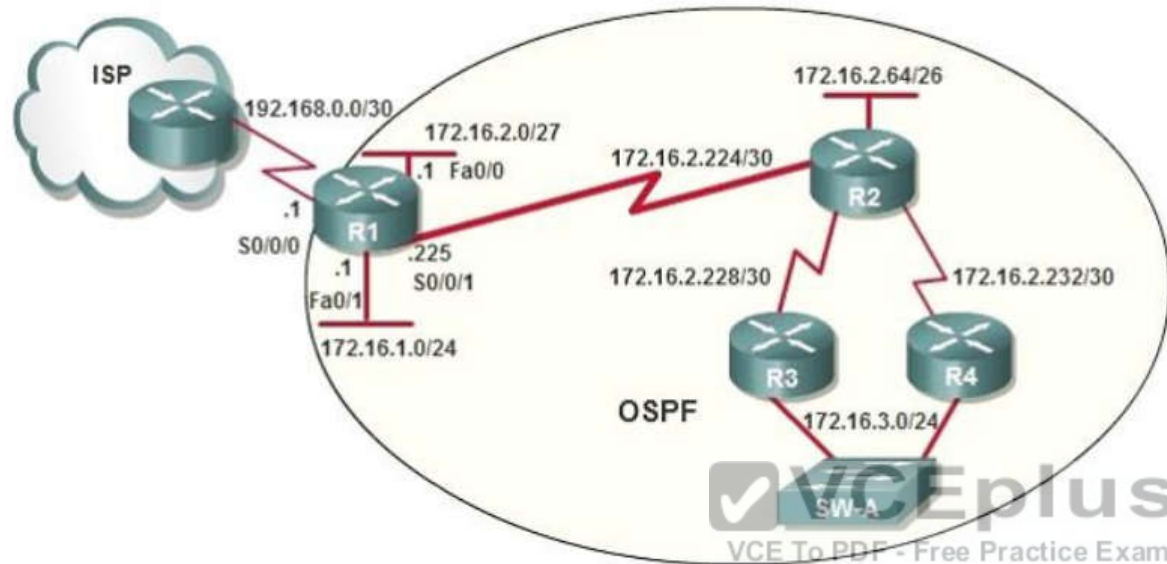 ISP
192.168.0.0/30
172.16.2.0/27
.1 Fa0/0
.1
S0/0/0
R1
.1
Fa0/1
.225
S0/0/1
172.16.1.0/24
172.16.2.224/30
172.16.2.64/26
R2
172.16.2.228/30
172.16.2.232/30
R3
R4
OSPF
172.16.3.0/24
SW-A
VCEplus
VCE To PDF - Free Practice Exam